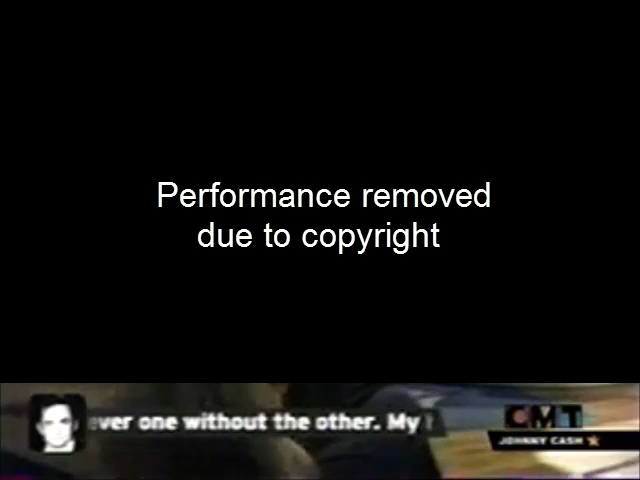 Performance removed
due to copyright
ever one without the other. My
CMT
JOHNNY CASH